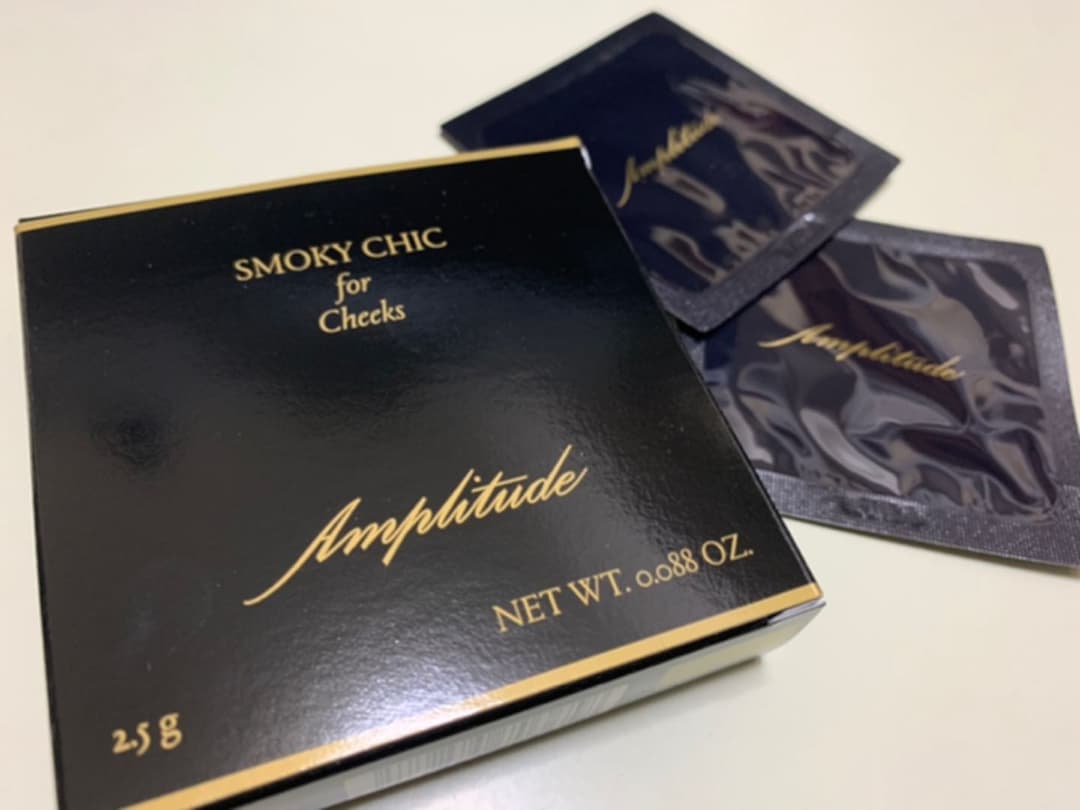 SMOKY CHIC
for
Cheeks
Amplitude
NET WT. 0.088 OZ.
2.5 g
Amplitude
Amplitude